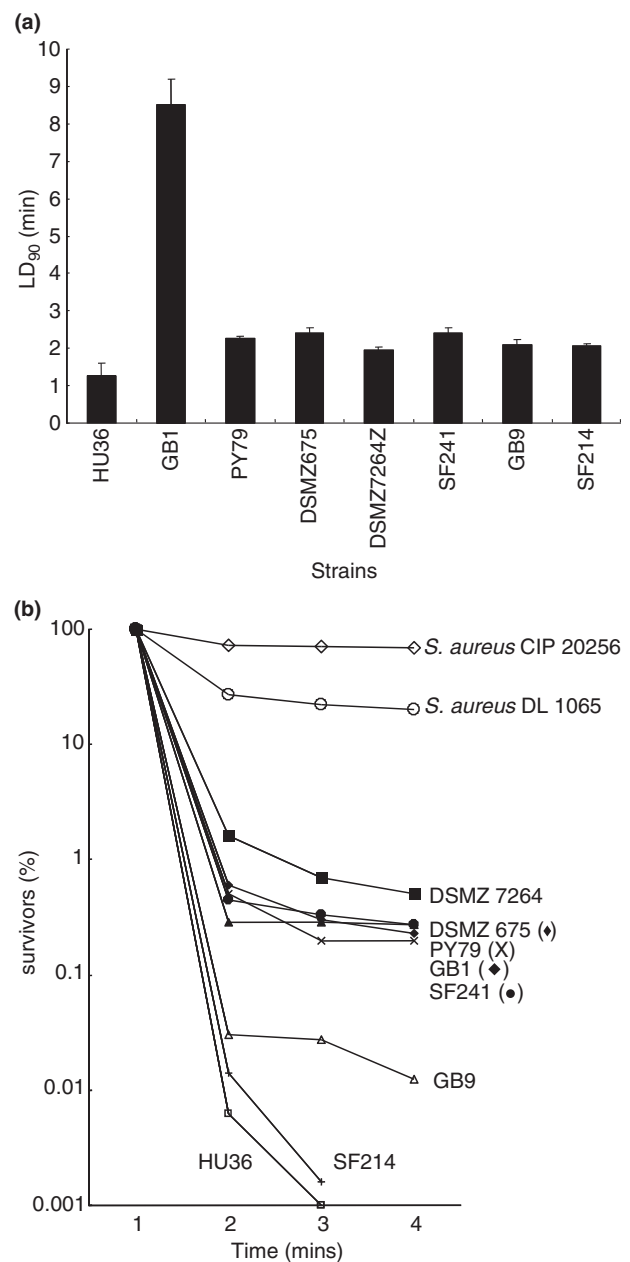 (a)
10
9
8
7
6
5
4
3
2
1
0
LD90 (min)
HU36
GB1
PY79
DSMZ675
DSMZ7264Z
SF241
GB9
SF214
Strains
(b)
100
10
1
0.1
0.01
0.001
survivors (%)
S. aureus CIP 20256
S. aureus DL 1065
DSMZ 7264
DSMZ 675 (♦)
PY79 (X)
GB1 (◆)
SF241 (●)
GB9
HU36 SF214
1 2 3 4
Time (mins)